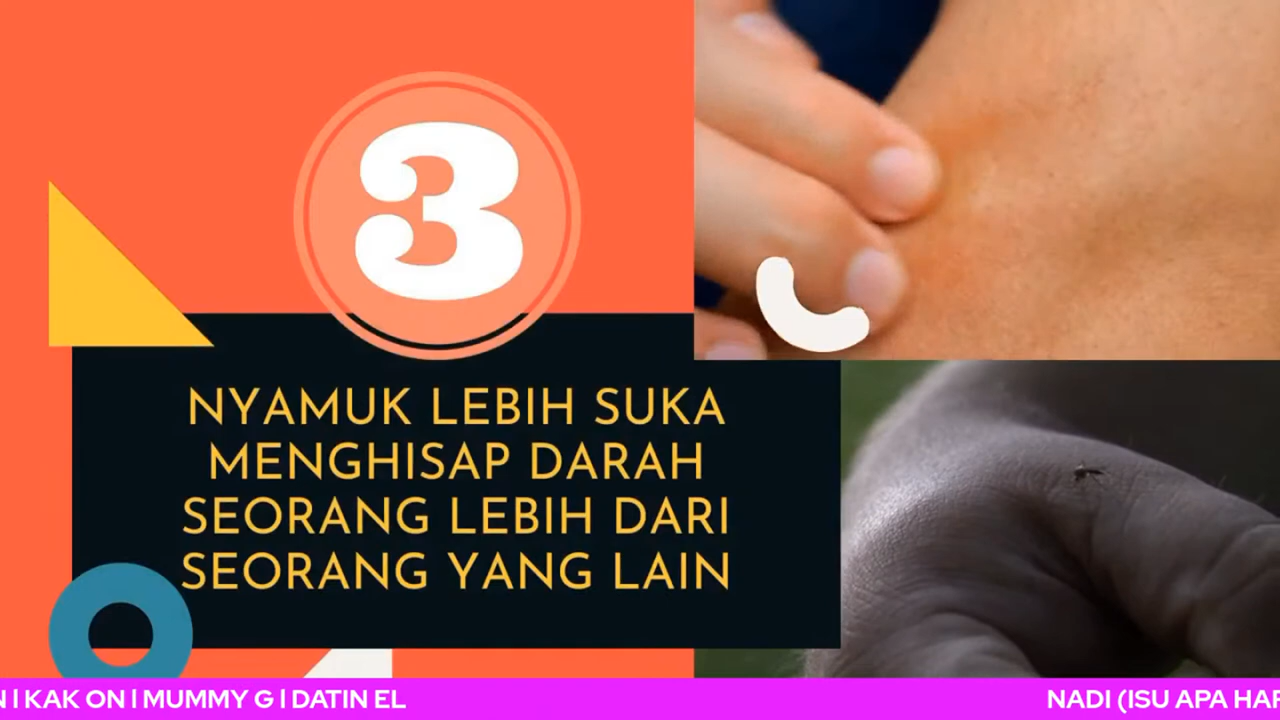 3
NYAMUK LEBIH SUKA
MENGHISAP DARAH
SEORANG LEBIH DARI
SEORANG YANG LAIN
N | KAK ON | MUMMY G | DATIN EL
NADI (ISU APA